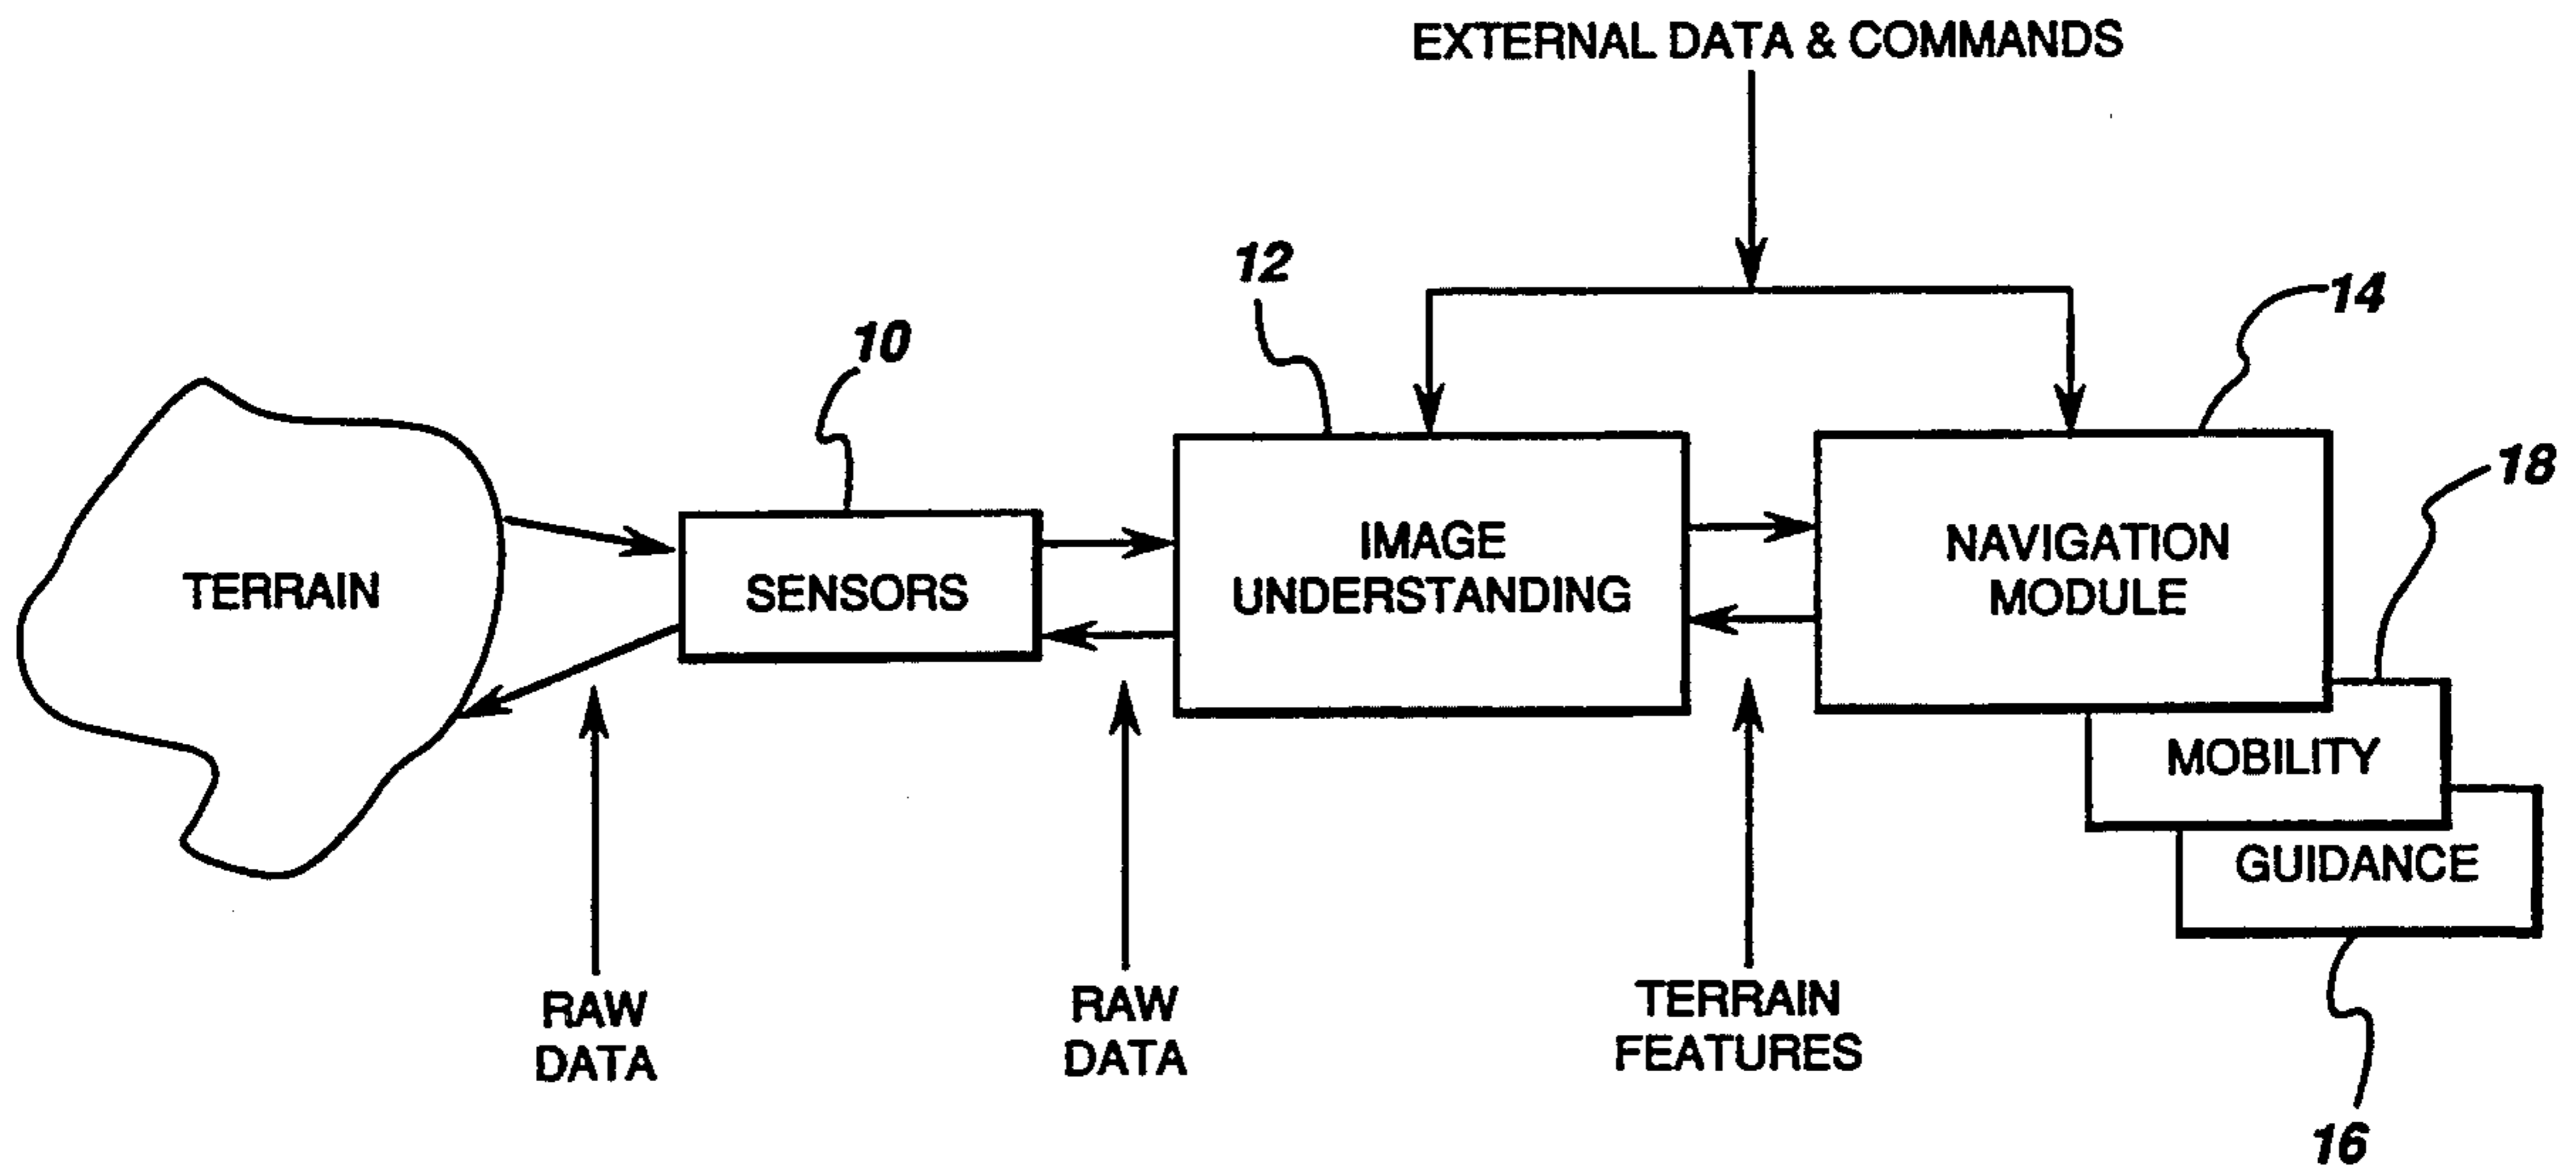 EXTERNAL DATA & COMMANDS
12
14
10
18
TERRAIN
SENSORS
IMAGE
UNDERSTANDING
NAVIGATION
MODULE
MOBILITY
GUIDANCE
RAW
DATA
RAW
DATA
TERRAIN
FEATURES
16